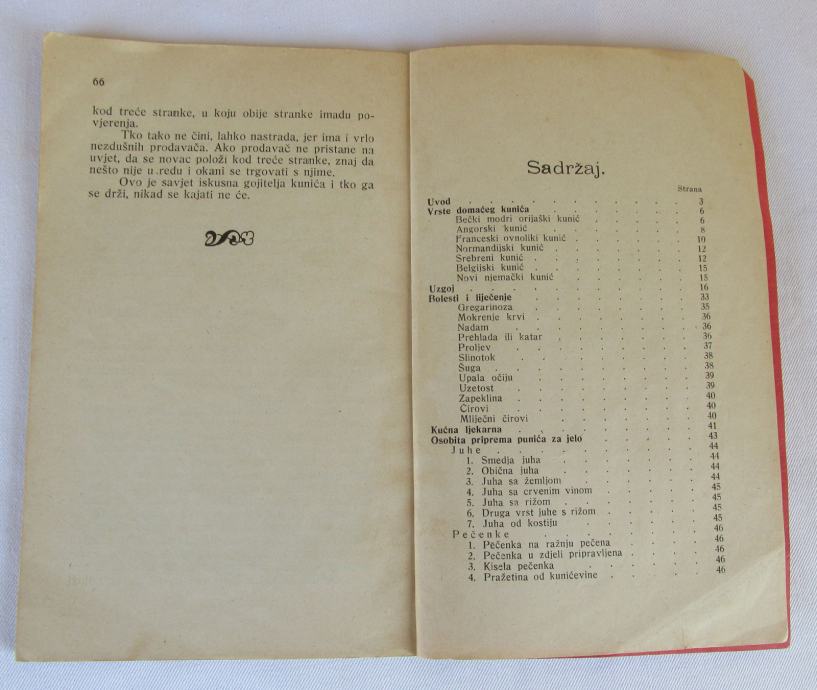 66
kod treće stranke, u koju obije stranke imadu po-
vjerenja.
Tko tako ne čini, lahko nastrada, jer ima i vrlo
nezdušnih prodavača. Ako prodavač ne pristane na
uvjet, da se novac položi kod treće stranke, znaj da
nešto nije u redu i okani se trgovati s njime.
Ovo je savjet iskusna gojitelja kunića i tko ga
se drži, nikad se kajati ne će.
Sadržaj.
Strana
Uvod . . . . . . . . . . 3
Vrste domaćeg kunića . . . . . . . 6
Bečki modri orijaški kunić . . . . . 6
Angorski kunić . . . . . . . 8
Franceski ovnoliki kunić . . . . . . 10
Normandijski kunić . . . . . . 12
Srebreni kunić . . . . . . . 12
Belgijski kunić . . . . . . . 15
Novi njemački kunić . . . . . . 15
Uzgoj . . . . . . . . . . 16
Bolesti i liječenje . . . . . . . 33
Gregarinoza . . . . . . . 35
Mokrenje krvi . . . . . . . 36
Nadam . . . . . . . . 36
Prehlada ili katar . . . . . . 36
Proljev . . . . . . . . 37
Slinotok . . . . . . . . 38
Šuga . . . . . . . . . 38
Upala očiju . . . . . . . 39
Uzetost . . . . . . . . 39
Zapeklina . . . . . . . . 40
Čirovi . . . . . . . . 40
Mliječni čirovi . . . . . . . 40
Kućna ljekarna . . . . . . . . 41
Osobita priprema punića za jelo . . . . . 43
Juhe . . . . . . . . . 44
1. Smedja juha . . . . . . 44
2. Obična juha . . . . . . 44
3. Juha sa žemljom . . . . . 44
4. Juha sa crvenim vinom . . . . 45
5. Juha sa rižom . . . . . . 45
6. Druga vrst juhe s rižom . . . . 45
7. Juha od kostiju . . . . . 45
Pečenke . . . . . . . . 46
1. Pečenka na ražnju pečena . . . . 46
2. Pečenka u zdjeli pripravljena . . . . 46
3. Kisela pečenka . . . . . 46
4. Pražetina od kunićevine . . . . . 46